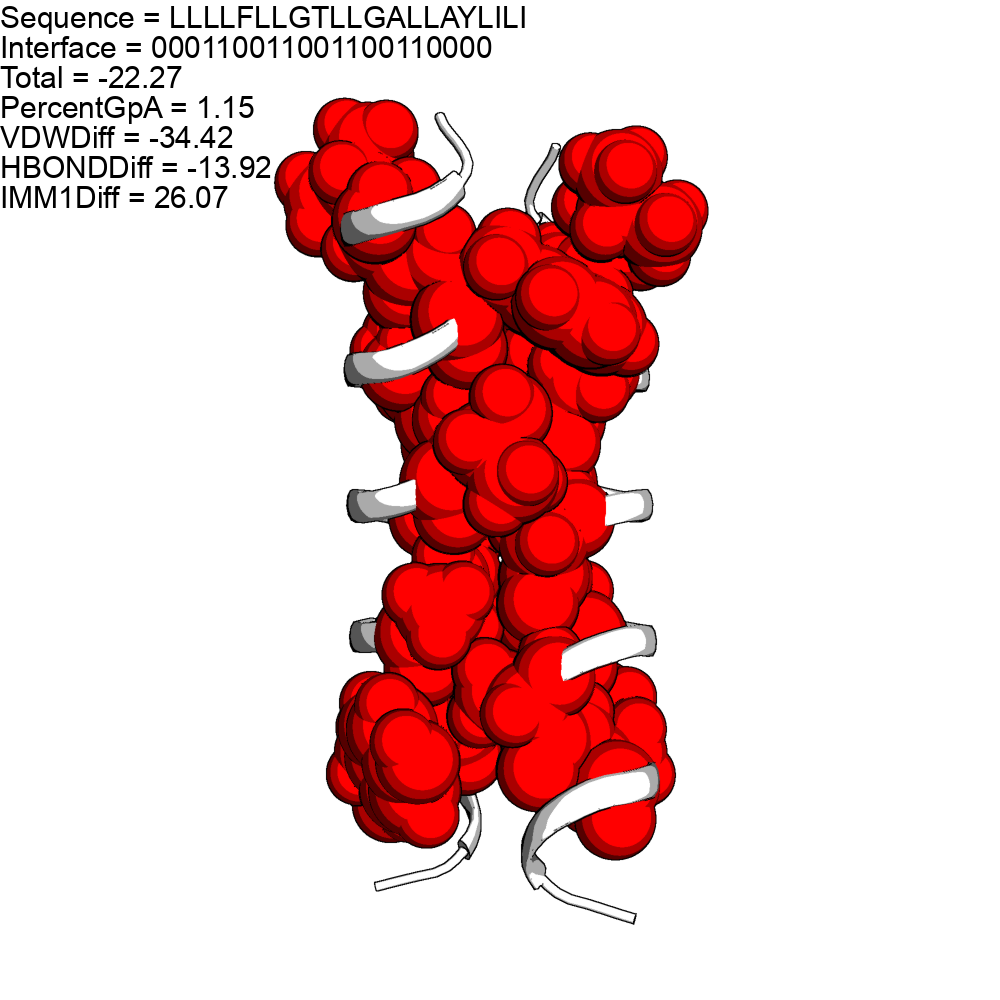 Sequence = LLLLFLLGTLLGALLAYLILI
Interface = 000110011001100110000
Total = -22.27
PercentGpA = 1.15
VDWDiff = -34.42
HBONDDiff = -13.92
IMM1Diff = 26.07